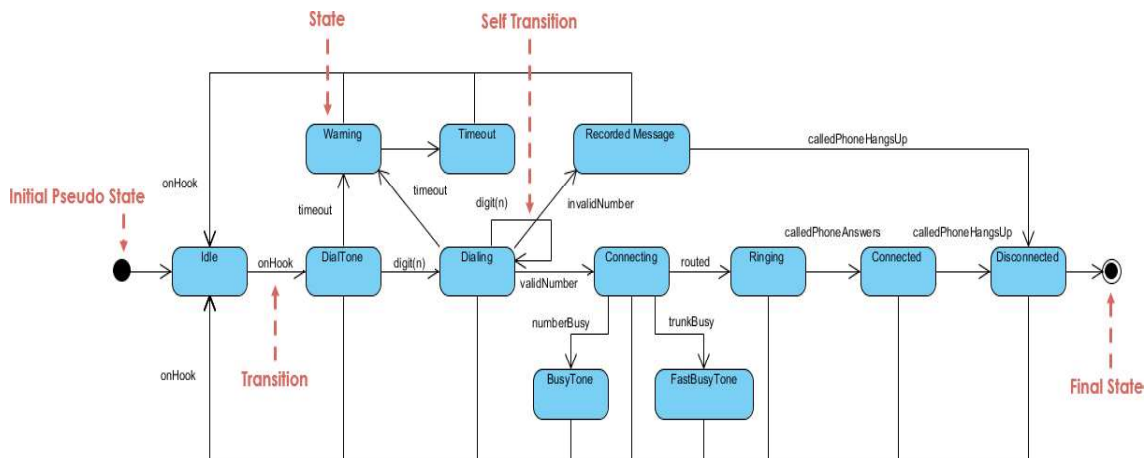 State
Self Transition
Warning
Timeout
Recorded Message
calledPhoneHangsUp
onHook
timeout
digit(n)
invalidNumber
Initial Pseudo State
timeout
calledPhoneAnswers
calledPhoneHangsUp
Idle
onHook
DialTone
digit(n)
Dialing
validNumber
Connecting
routed
Ringing
Connected
Disconnected
numberBusy
trunkBusy
onHook
Transition
BusyTone
FastBusyTone
Final State